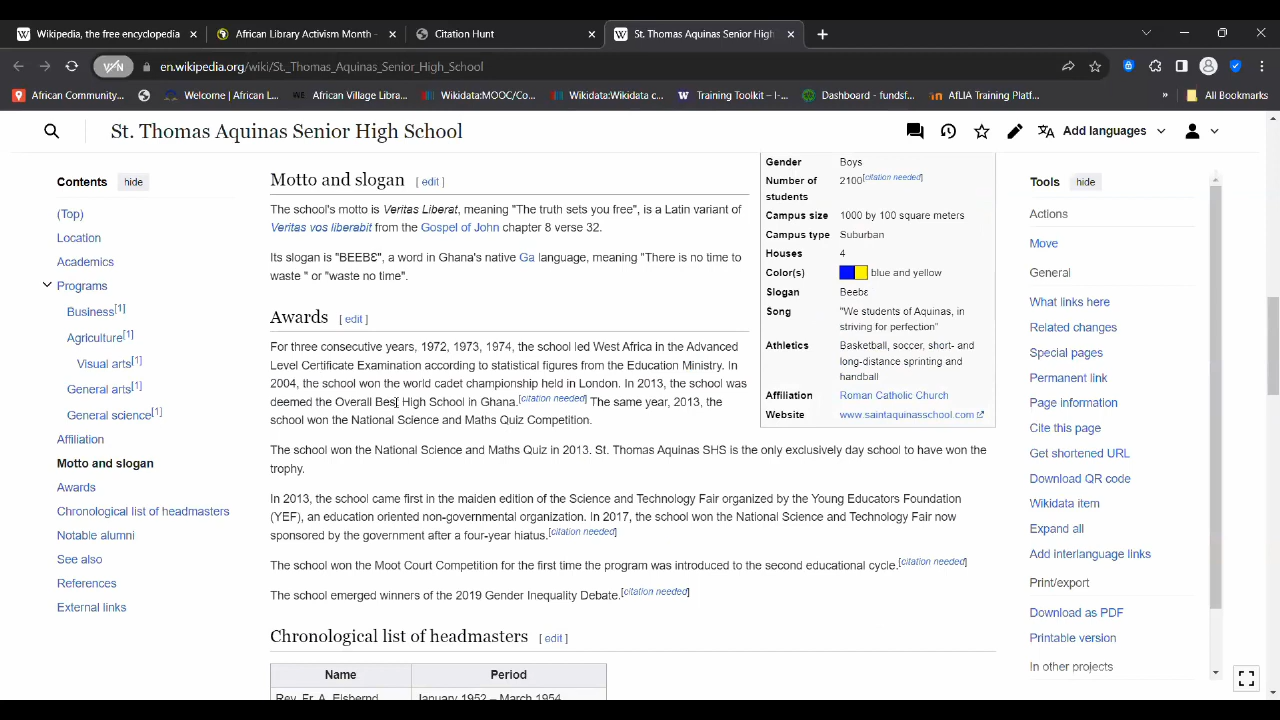 Wikipedia, the free encyclopedia
African Library Activism Month -
Citation Hunt
St. Thomas Aquinas Senior High
en.wikipedia.org/wiki/St._Thomas_Aquinas_Senior_High_School
African Community...
Welcome | African L...
African Village Libra...
Wikidata:MOOC/Co...
Wikidata:Wikidata c...
Training Toolkit – I-...
Dashboard - fundsf...
AfLIA Training Platf...
»
All Bookmarks
St. Thomas Aquinas Senior High School
Add languages
Contents
hide
(Top)
Location
Academics
Programs
Business[1]
Agriculture[1]
Visual arts[1]
General arts[1]
General science[1]
Affiliation
Motto and slogan
Awards
Chronological list of headmasters
Notable alumni
See also
References
External links
Motto and slogan [ edit ]
The school's motto is Veritas Liberat, meaning "The truth sets you free", is a Latin variant of
Veritas vos liberabit from the Gospel of John chapter 8 verse 32.
Its slogan is "BEEBƐ", a word in Ghana's native Ga language, meaning "There is no time to
waste " or "waste no time".
Awards [ edit ]
For three consecutive years, 1972, 1973, 1974, the school led West Africa in the Advanced
Level Certificate Examination according to statistical figures from the Education Ministry. In
2004, the school won the world cadet championship held in London. In 2013, the school was
deemed the Overall Best High School in Ghana.[citation needed] The same year, 2013, the
school won the National Science and Maths Quiz Competition.
The school won the National Science and Maths Quiz in 2013. St. Thomas Aquinas SHS is the only exclusively day school to have won the
trophy.
In 2013, the school came first in the maiden edition of the Science and Technology Fair organized by the Young Educators Foundation
(YEF), an education oriented non-governmental organization. In 2017, the school won the National Science and Technology Fair now
sponsored by the government after a four-year hiatus.[citation needed]
The school won the Moot Court Competition for the first time the program was introduced to the second educational cycle.[citation needed]
The school emerged winners of the 2019 Gender Inequality Debate.[citation needed]
Chronological list of headmasters [ edit ]
Name Period
Rev. Fr. A. Elsbernd January 1952 – March 1954
Gender Boys
Number of 2100[citation needed]
students
Campus size 1000 by 100 square meters
Campus type Suburban
Houses 4
Color(s) blue and yellow
Slogan Beebɛ
Song "We students of Aquinas, in
striving for perfection"
Athletics Basketball, soccer, short- and
long-distance sprinting and
handball
Affiliation Roman Catholic Church
Website www.saintaquinasschool.com
Tools
hide
Actions
Move
General
What links here
Related changes
Special pages
Permanent link
Page information
Cite this page
Get shortened URL
Download QR code
Wikidata item
Expand all
Add interlanguage links
Print/export
Download as PDF
Printable version
In other projects